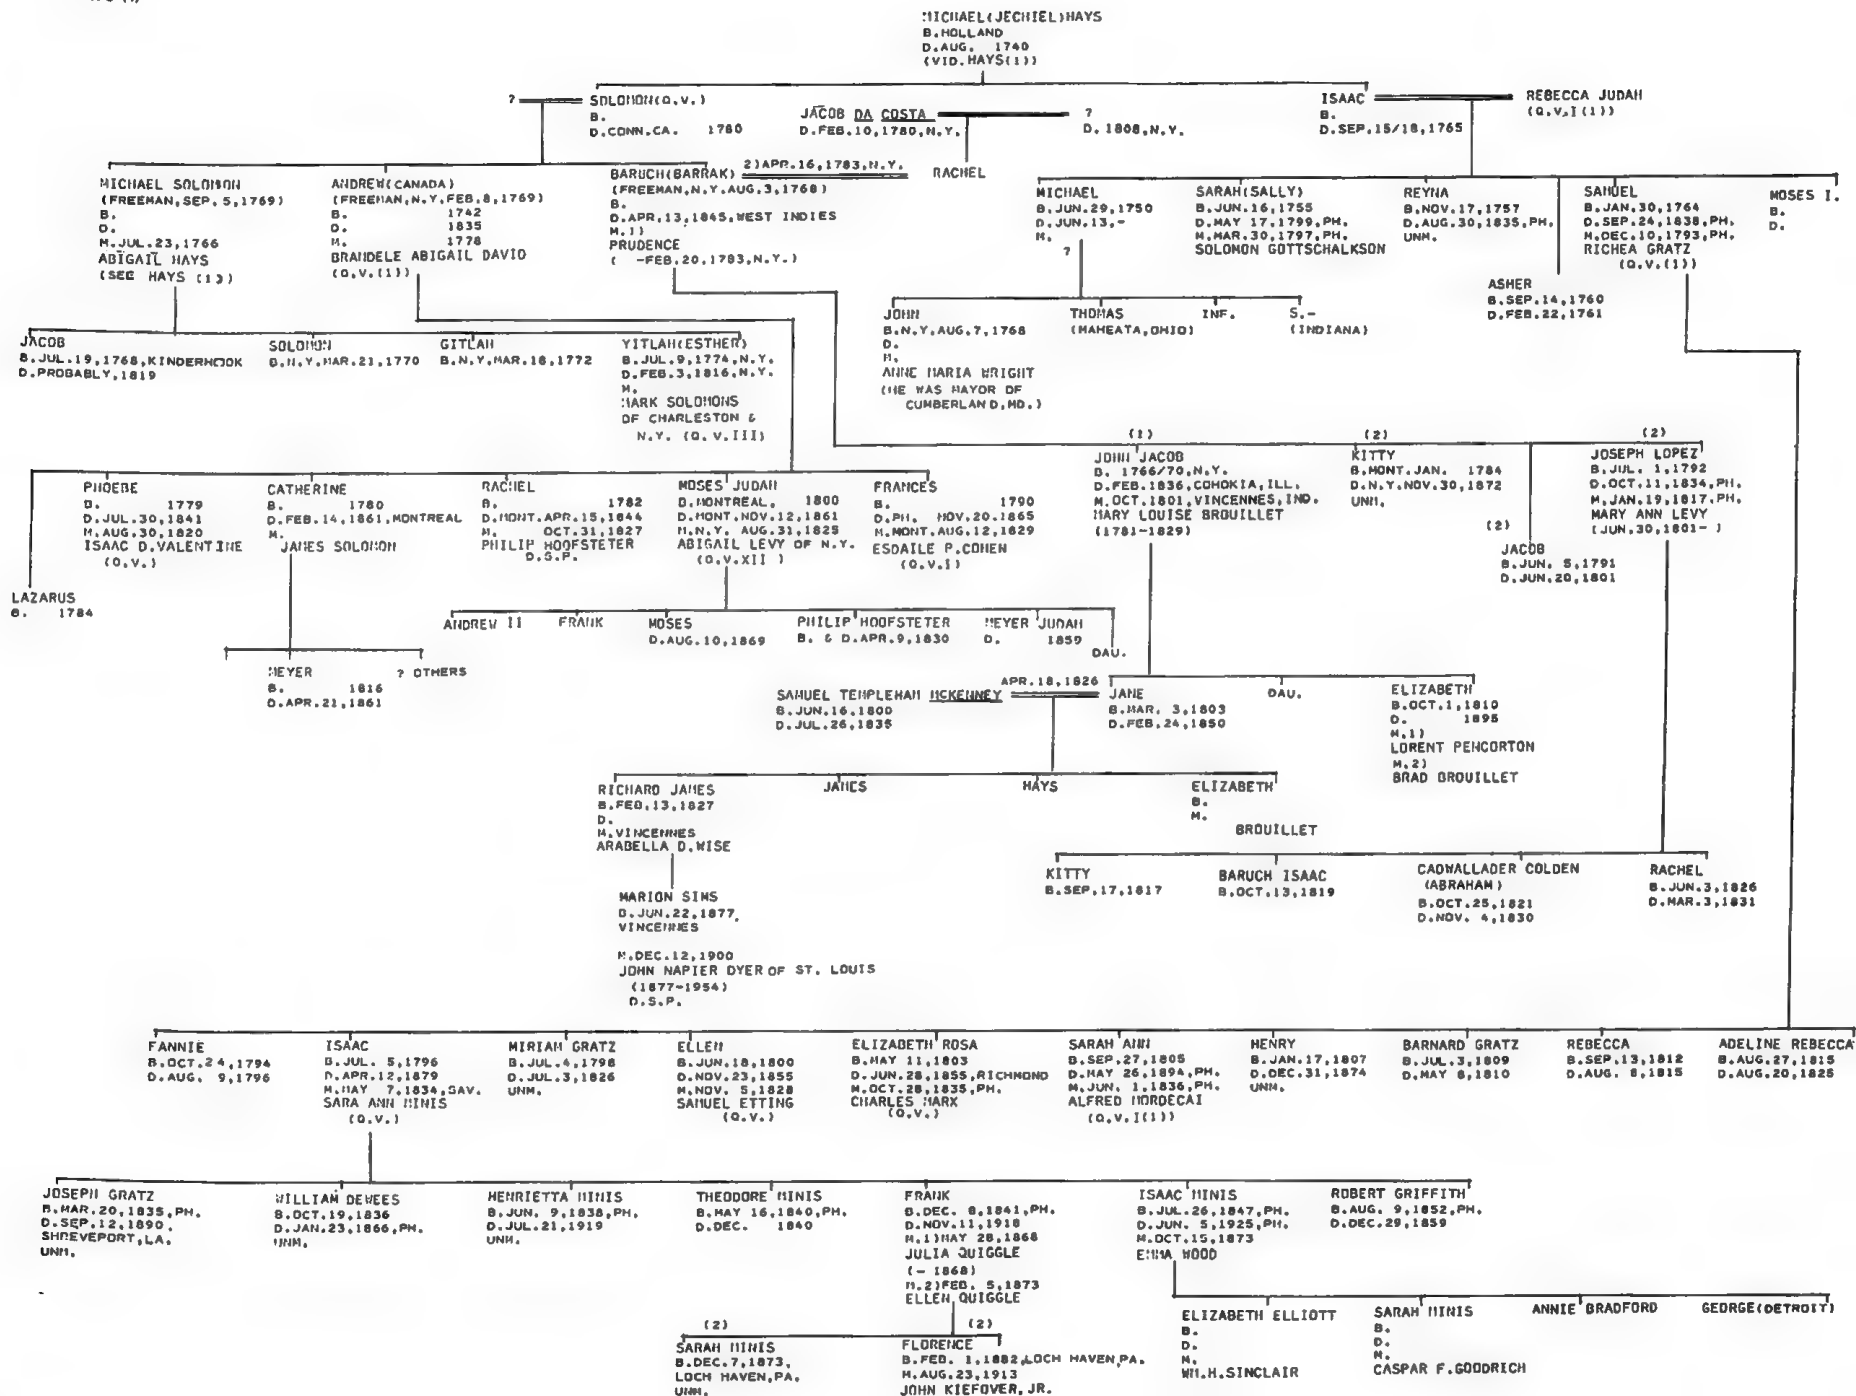 MICHAEL(JECHIEL)HAYS
B.HOLLAND
D.AUG. 1740
(VID.HAYS(1))
?
SOLOMON(Q.V.)
B.
D.CONN.CA. 1780
JACOB DA COSTA
D.FEB.10,1780,N.Y.
?
D. 1808,N.Y.
ISAAC
B.
D.SEP.15/18,1765
REBECCA JUDAH
(Q.V.I(1))
MICHAEL SOLOMON
(FREEMAN,SEP.5,1769)
B.
D.
M.JUL.23,1766
ABIGAIL HAYS
(SEE HAYS (1))
ANDREW(CANADA)
(FREEMAN,N.Y,FEB,8,1769)
B. 1742
D. 1835
M. 1778
BRANDELE ABIGAIL DAVID
(Q.V.(1))
BARUCH(BARRAK)
(FREEMAN,N.Y.AUG.3,1768)
B.
D.APR.13,1845,WEST INDIES
M.1)
PRUDENCE
( -FEB.20,1783,N.Y.)
2)APR.16,1783,N.Y.
RACHEL
MICHAEL
B.JUN.29,1750
D.JUN.13,-
M.
?
SARAH(SALLY)
B.JUN.16,1755
D.MAY 17,1799,PH.
M.MAR.30,1797,PH.
SOLOMON GOTTSCHALKSON
REYNA
B.NOV.17,1757
D.AUG.30,1835,PH.
UNM.
SAMUEL
B.JAN.30,1764
D.SEP.24,1838,PH.
M.DEC.10,1793,PH.
RICHEA GRATZ
(Q.V.(1))
MOSES I.
B.
D.
ASHER
B.SEP.14,1760
D.FEB.22,1761
JACOB
B.JUL.19,1768,KINDERHOOK
D.PROBABLY,1819
SOLOMON
B.N.Y.MAR.21,1770
GITLAH
B.N.Y,MAR.18,1772
YITLAH(ESTHER)
B.JUL.9,1774,N.Y.
D.FEB.3,1816,N.Y.
M.
MARK SOLOMONS
OF CHARLESTON &
N.Y. (Q.V.III)
JOHN
B.N.Y.AUG.7,1768
D.
M.
ANNE MARIA WRIGHT
(HE WAS MAYOR OF
CUMBERLAND,MD.)
THOMAS
(MAHEATA,OHIO)
INF.
S.-
(INDIANA)
LAZARUS
B. 1784
PHOEBE
B. 1779
D.JUL.30,1841
M.AUG.30,1820
ISAAC D.VALENTINE
(Q.V.)
CATHERINE
B. 1780
D.FEB.14,1861,MONTREAL
M.
JAMES SOLOMON
RACHEL
B. 1782
D.MONT.APR.15,1844
M. OCT.31,1827
PHILIP HOOFSTETER
D.S.P.
MOSES JUDAH
B.MONTREAL, 1800
D.MONT.NOV.12,1861
M.N.Y. AUG.31,1825
ABIGAIL LEVY OF N.Y.
(Q.V.XII )
FRANCES
B. 1790
D.PH. NOV.20.1865
M.MONT.AUG.12,1829
ESDAILE P.COHEN
(Q.V.I)
(1)
JOHN JACOB
B. 1766/70,N.Y.
D.FEB.1836,COHOKIA,ILL.
M.OCT.1801,VINCENNES,IND.
MARY LOUISE BROUILLET
(1781-1829)
(2)
KITTY
B.MONT.JAN. 1784
D.N.Y.NOV.30,1872
UNM.
(2)
JACOB
B.JUN. 5,1791
D.JUN.20,1801
(2)
JOSEPH LOPEZ
B.JUL. 1,1792
D.OCT.11,1834,PH.
M.JAN.19,1817,PH.
MARY ANN LEVY
(JUN.30,1801- )
ANDREW II
FRANK
MOSES
D.AUG.10,1869
PHILIP HOOFSTETER
B. & D.APR.9,1830
MEYER JUDAH
D. 1859
DAU.
MEYER
B. 1816
D.APR.21,1861
? OTHERS
SAMUEL TEMPLEHAM MCKENNEY
B.JUN.16,1800
D.JUL.26,1835
APR.18,1826
JANE
B.MAR. 3,1803
D.FEB.24,1850
DAU.
ELIZABETH
B.OCT.1,1810
D. 1895
M.1)
LORENT PENCORTON
M.2)
BRAD BROUILLET
RICHARD JAMES
B.FEB.13,1827
D.
M.VINCENNES
ARABELLA D.WISE
JAMES
HAYS
ELIZABETH
B.
M.
BROUILLET
MARION SIMS
B.JUN.22,1877,
VINCENNES
M.DEC.12,1900
JOHN NAPIER DYER OF ST. LOUIS
(1877-1954)
D.S.P.
KITTY
B.SEP,17,1817
BARUCH ISAAC
B.OCT.13,1819
CADWALLADER COLDEN
(ABRAHAM)
B.OCT.25,1821
D.NOV. 4,1830
RACHEL
B.JUN.3,1826
D.MAR.3,1831
FANNIE
B.OCT.24,1794
D.AUG. 9,1796
ISAAC
B.JUL. 5,1796
D.APR.12,1879
M.MAY 7,1834,SAV.
SARA ANN MINIS
(Q.V.)
MIRIAM GRATZ
B.JUL.4,1798
D.JUL.3,1826
UNM.
ELLEN
B.JUN.18,1800
D.NOV.23,1855
M.NOV. 5,1828
SAMUEL ETTING
(Q.V.)
ELIZABETH ROSA
B.MAY 11,1803
D.JUN.28,1855,RICHMOND
M.OCT.28,1835,PH.
CHARLES MARX
(Q.V.)
SARAH ANN
B.SEP.27,1805
D.MAY 26,1894,PH.
M.JUN. 1,1836,PH.
ALFRED MORDECAI
(Q.V.I(1))
HENRY
B.JAN.17,1807
D.DEC.31,1874
UNM.
BARNARD GRATZ
B.JUL.3,1809
D.MAY 8,1810
REBECCA
B.SEP.13,1812
D.AUG. 8,1815
ADELINE REBECCA
B.AUG.27,1815
D.AUG.20,1825
JOSEPH GRATZ
B.MAR.20,1835,PH.
D.SEP.12,1890.
SHREVEPORT,LA.
UNM.
WILLIAM DEWEES
B.OCT.19,1836
D.JAN.23,1866,PH.
UNM.
HENRIETTA MINIS
B.JUN. 9,1838,PH.
D.JUL.21,1919
UNM.
THEODORE MINIS
B.MAY 16,1840,PH.
D.DEC. 1840
FRANK
B.DEC. 8,1841,PH.
D.NOV.11,1918
M.1)MAY 28,1868
JULIA QUIGGLE
(- 1868)
M.2)FEB. 5,1873
ELLEN QUIGGLE
ISAAC MINIS
B.JUL.26,1847,PH.
D.JUN. 5,1925,PH.
M.OCT.15,1873
EMMA WOOD
ROBERT GRIFFITH
B.AUG. 9,1852,PH.
D.DEC.29,1859
(2)
SARAH MINIS
B.DEC.7,1873,
LOCH HAVEN,PA.
UNM.
(2)
FLORENCE
B.FEB. 1,1882,LOCH HAVEN,PA.
M.AUG.23,1913
JOHN KIEFOVER,JR.
ELIZABETH ELLIOTT
B.
D.
M.
WM.H.SINCLAIR
SARAH MINIS
B.
D.
M.
CASPAR F.GOODRICH
ANNIE BRADFORD
GEORGE(DETROIT)